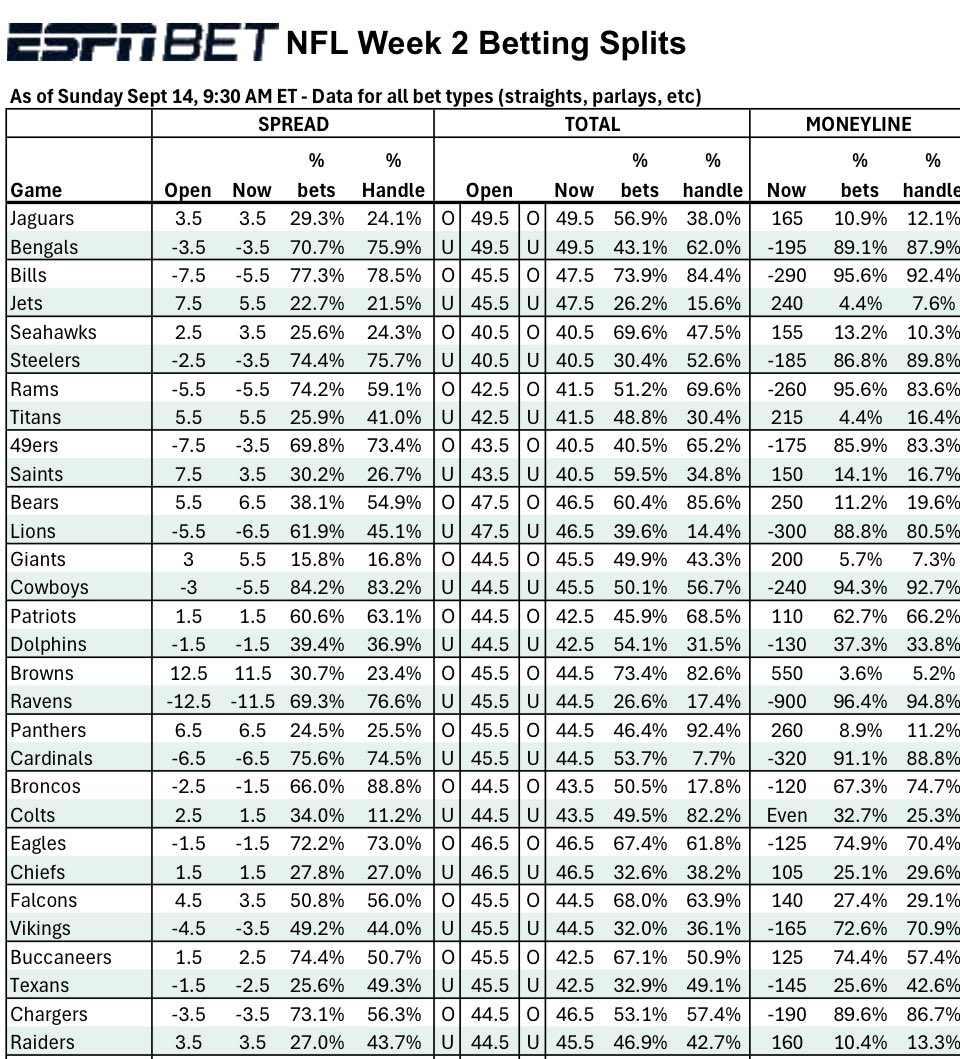 ESPN BET NFL Week 2 Betting Splits
As of Sunday Sept 14, 9:30 AM ET - Data for all bet types (straights, parlays, etc)
SPREAD TOTAL MONEYLINE
% % % % % %
Game Open Now bets Handle Open Now bets handle Now bets handle
Jaguars 3.5 3.5 29.3% 24.1% O 49.5 O 49.5 56.9% 38.0% 165 10.9% 12.1%
Bengals -3.5 -3.5 70.7% 75.9% U 49.5 U 49.5 43.1% 62.0% -195 89.1% 87.9%
Bills -7.5 -5.5 77.3% 78.5% O 45.5 O 47.5 73.9% 84.4% -290 95.6% 92.4%
Jets 7.5 5.5 22.7% 21.5% U 45.5 U 47.5 26.2% 15.6% 240 4.4% 7.6%
Seahawks 2.5 3.5 25.6% 24.3% O 40.5 O 40.5 69.6% 47.5% 155 13.2% 10.3%
Steelers -2.5 -3.5 74.4% 75.7% U 40.5 U 40.5 30.4% 52.6% -185 86.8% 89.8%
Rams -5.5 -5.5 74.2% 59.1% O 42.5 O 41.5 51.2% 69.6% -260 95.6% 83.6%
Titans 5.5 5.5 25.9% 41.0% U 42.5 U 41.5 48.8% 30.4% 215 4.4% 16.4%
49ers -7.5 -3.5 69.8% 73.4% O 43.5 O 40.5 40.5% 65.2% -175 85.9% 83.3%
Saints 7.5 3.5 30.2% 26.7% U 43.5 U 40.5 59.5% 34.8% 150 14.1% 16.7%
Bears 5.5 6.5 38.1% 54.9% O 47.5 O 46.5 60.4% 85.6% 250 11.2% 19.6%
Lions -5.5 -6.5 61.9% 45.1% U 47.5 U 46.5 39.6% 14.4% -300 88.8% 80.5%
Giants 3 5.5 15.8% 16.8% O 44.5 O 45.5 49.9% 43.3% 200 5.7% 7.3%
Cowboys -3 -5.5 84.2% 83.2% U 44.5 U 45.5 50.1% 56.7% -240 94.3% 92.7%
Patriots 1.5 1.5 60.6% 63.1% O 44.5 O 42.5 45.9% 68.5% 110 62.7% 66.2%
Dolphins -1.5 -1.5 39.4% 36.9% U 44.5 U 42.5 54.1% 31.5% -130 37.3% 33.8%
Browns 12.5 11.5 30.7% 23.4% O 45.5 O 44.5 73.4% 82.6% 550 3.6% 5.2%
Ravens -12.5 -11.5 69.3% 76.6% U 45.5 U 44.5 26.6% 17.4% -900 96.4% 94.8%
Panthers 6.5 6.5 24.5% 25.5% O 45.5 O 44.5 46.4% 92.4% 260 8.9% 11.2%
Cardinals -6.5 -6.5 75.6% 74.5% U 45.5 U 44.5 53.7% 7.7% -320 91.1% 88.8%
Broncos -2.5 -1.5 66.0% 88.8% O 44.5 O 43.5 50.5% 17.8% -120 67.3% 74.7%
Colts 2.5 1.5 34.0% 11.2% U 44.5 U 43.5 49.5% 82.2% Even 32.7% 25.3%
Eagles -1.5 -1.5 72.2% 73.0% O 46.5 O 46.5 67.4% 61.8% -125 74.9% 70.4%
Chiefs 1.5 1.5 27.8% 27.0% U 46.5 U 46.5 32.6% 38.2% 105 25.1% 29.6%
Falcons 4.5 3.5 50.8% 56.0% O 45.5 O 44.5 68.0% 63.9% 140 27.4% 29.1%
Vikings -4.5 -3.5 49.2% 44.0% U 45.5 U 44.5 32.0% 36.1% -165 72.6% 70.9%
Buccaneers 1.5 2.5 74.4% 50.7% O 45.5 O 42.5 67.1% 50.9% 125 74.4% 57.4%
Texans -1.5 -2.5 25.6% 49.3% U 45.5 U 42.5 32.9% 49.1% -145 25.6% 42.6%
Chargers -3.5 -3.5 73.1% 56.3% O 44.5 O 46.5 53.1% 57.4% -190 89.6% 86.7%
Raiders 3.5 3.5 27.0% 43.7% U 44.5 U 45.5 46.9% 42.7% 160 10.4% 13.3%